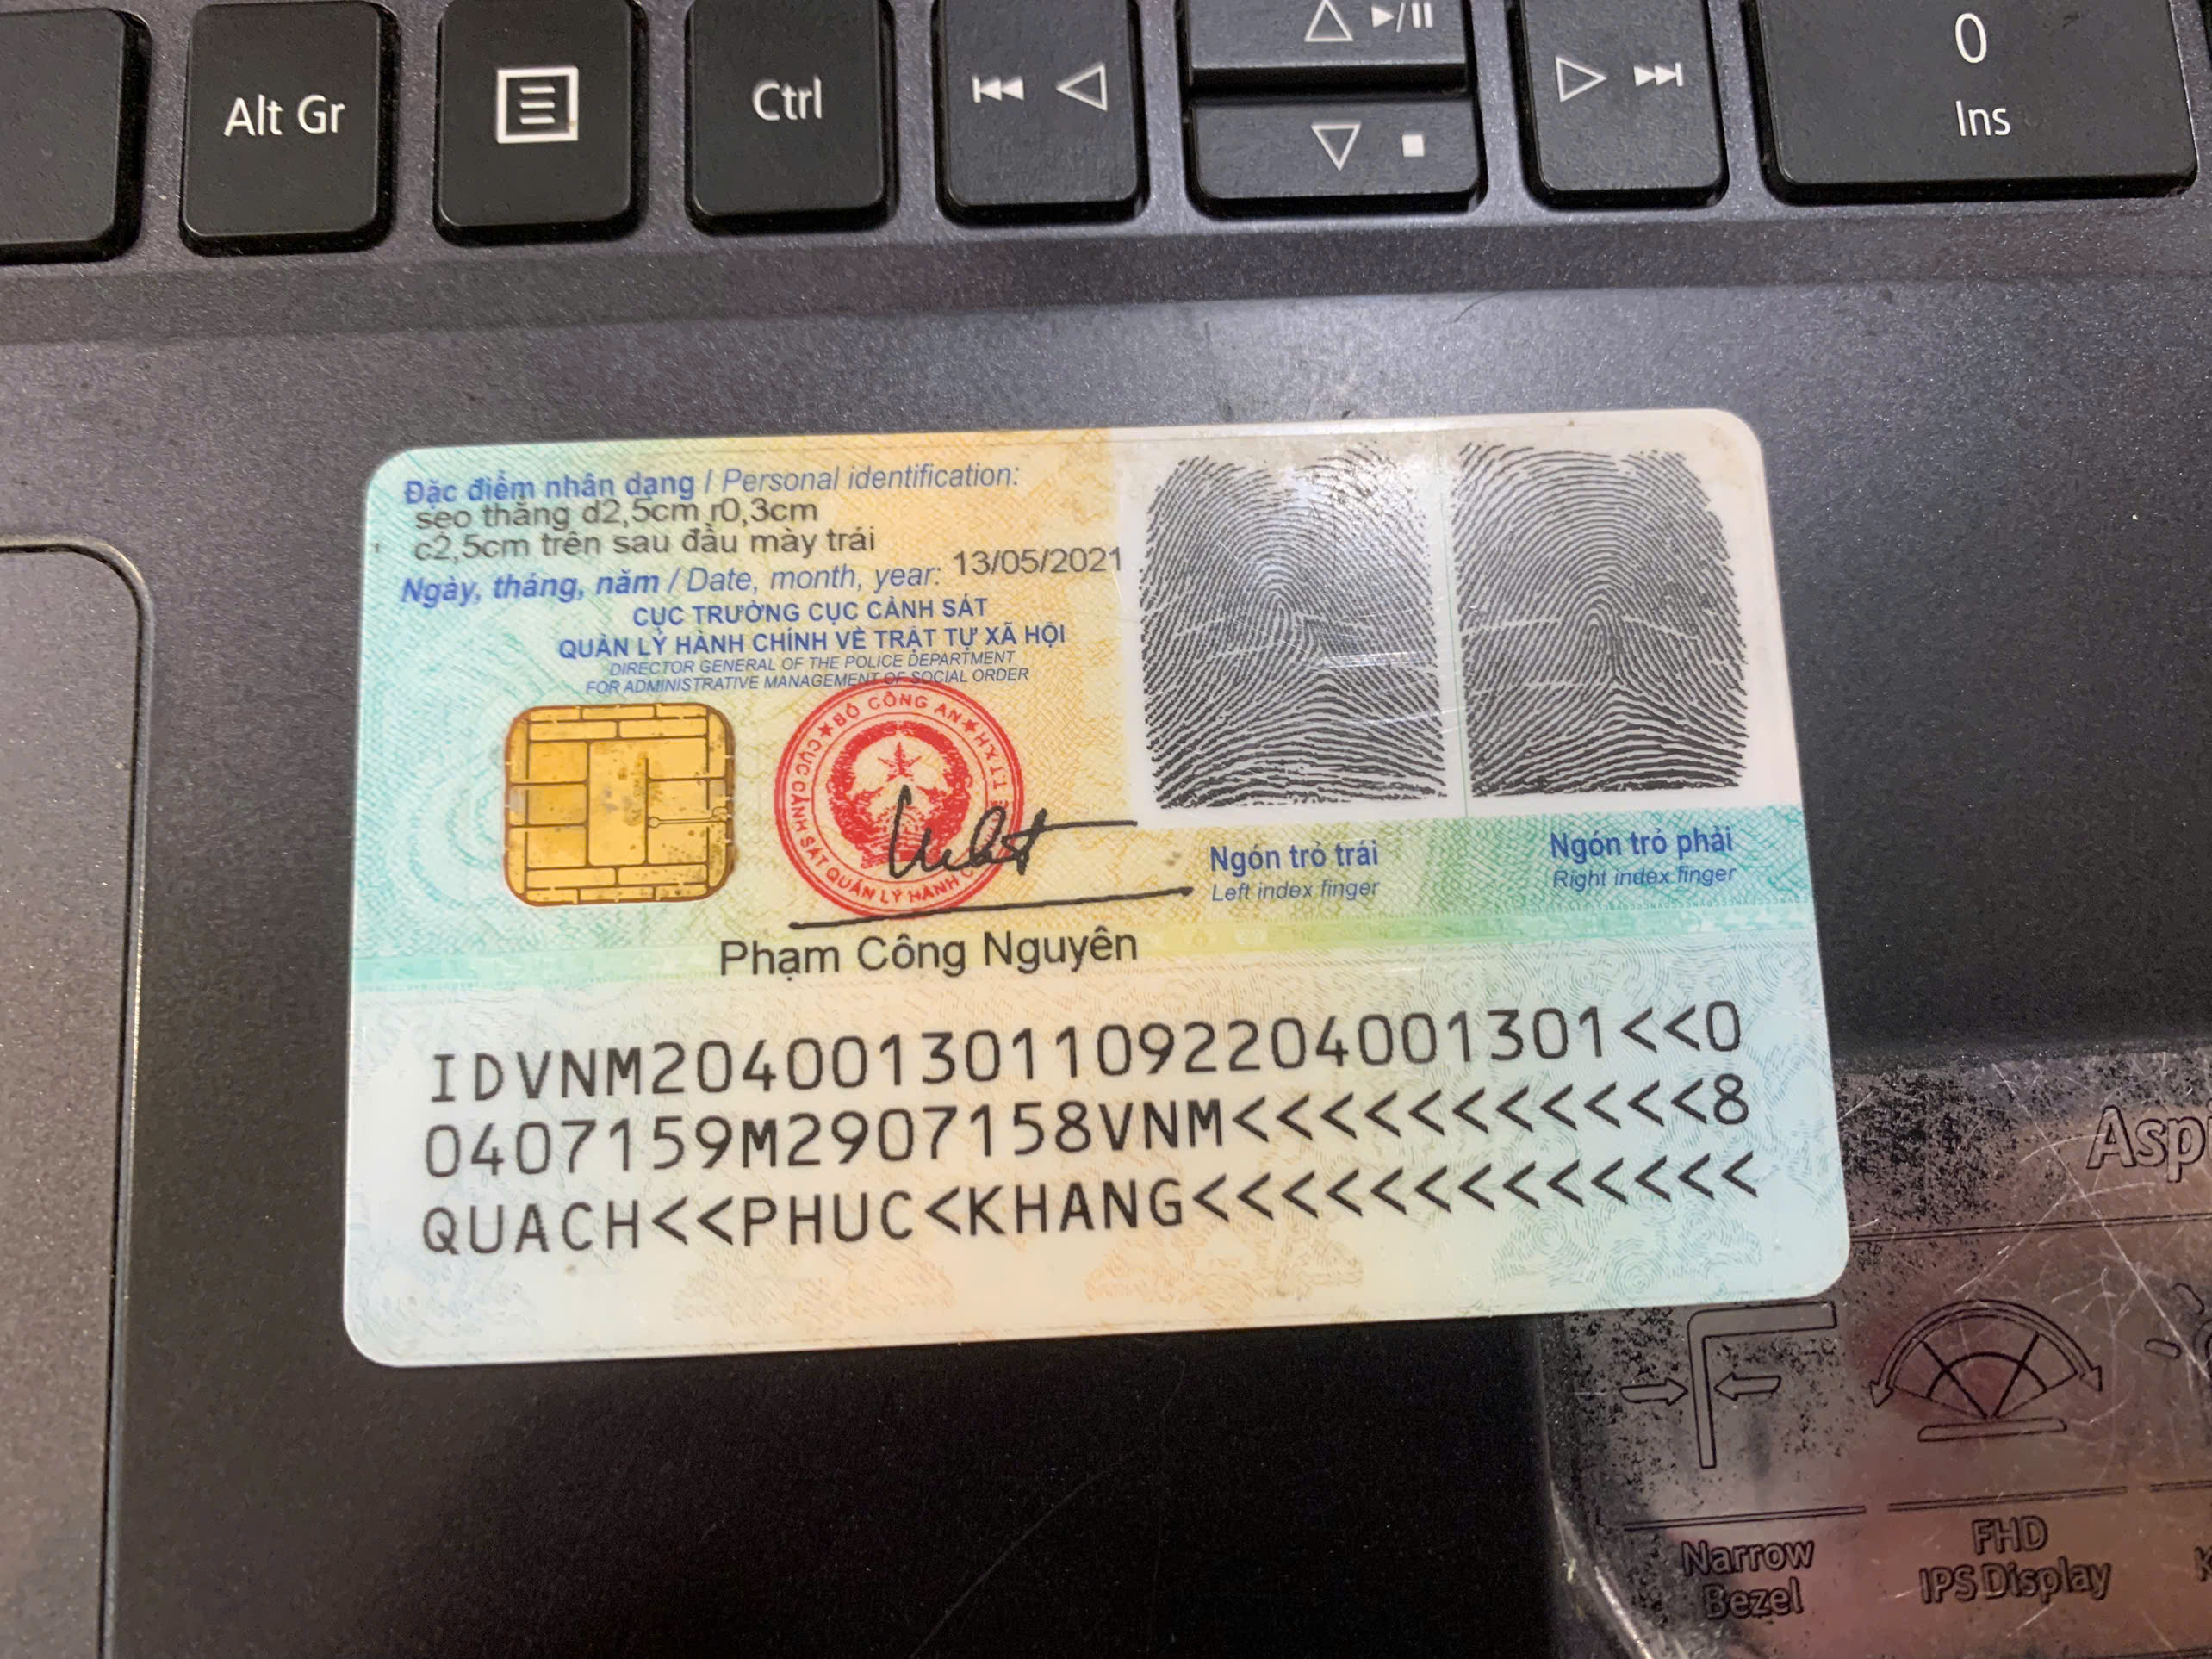 Alt Gr
Ctrl
0
Ins
Đặc điểm nhân dạng / Personal identification:
sẹo thẳng d2,5cm r0,3cm
c2,5cm trên sau đầu mày trái
Ngày, tháng, năm / Date, month, year: 13/05/2021
CỤC TRƯỞNG CỤC CẢNH SÁT
QUẢN LÝ HÀNH CHÍNH VỀ TRẬT TỰ XÃ HỘI
DIRECTOR GENERAL OF THE POLICE DEPARTMENT
FOR ADMINISTRATIVE MANAGEMENT OF SOCIAL ORDER
BỘ CÔNG AN
CỤC CẢNH SÁT QUẢN LÝ HÀNH C
TTXH
Ngón trỏ trái
Left index finger
Ngón trỏ phải
Right index finger
Phạm Công Nguyên
IDVNM2040013011092204001301<<0
0407159M2907158VNM<<<<<<<<<<<8
QUACH<<PHUC<KHANG<<<<<<<<<<<<<
Asp
Narrow
Bezel
FHD
IPS Display